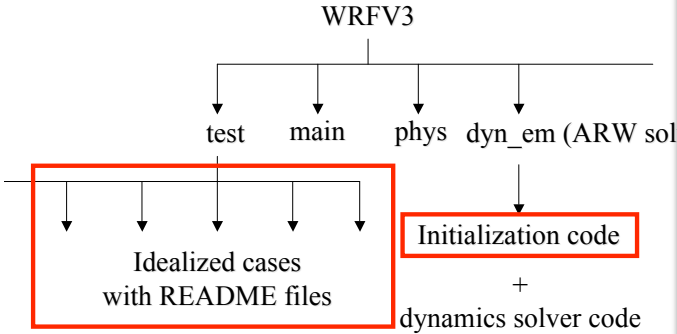 WRFV3
test main phys dyn_em (ARW sol
Idealized cases
with README files
Initialization code
+
dynamics solver code